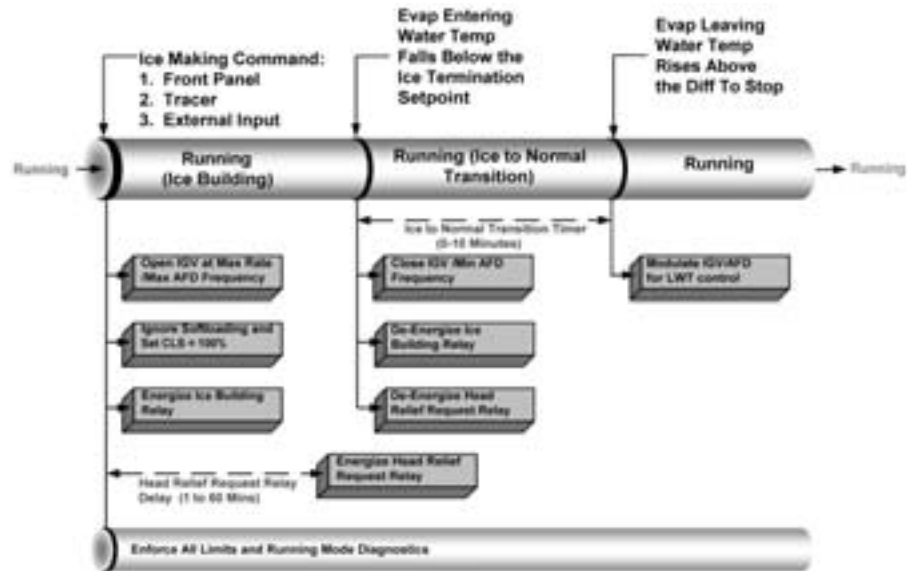 Ice Making Command:
1. Front Panel
2. Tracer
3. External Input
Evap Entering
Water Temp
Falls Below the
Ice Termination
Setpoint
Evap Leaving
Water Temp
Rises Above
the Diff To Stop
Running
Running
(Ice Building)
Running (Ice to Normal
Transition)
Running
Running
Ice to Normal Transition Timer
(0-10 Minutes)
Open IGV at Max Rate
/Max AFD Frequency
Close IGV /Min AFD
Frequency
Modulate IGV/AFD
for LWT control
Ignore Softloading and
Set CLS = 100%
De-Energize Ice
Building Relay
Energize Ice Building
Relay
De-Energize Head
Relief Request Relay
Energize Head Relief
Request Relay
Head Relief Request Relay
Delay (1 to 60 Mins)
Enforce All Limits and Running Mode Diagnostics